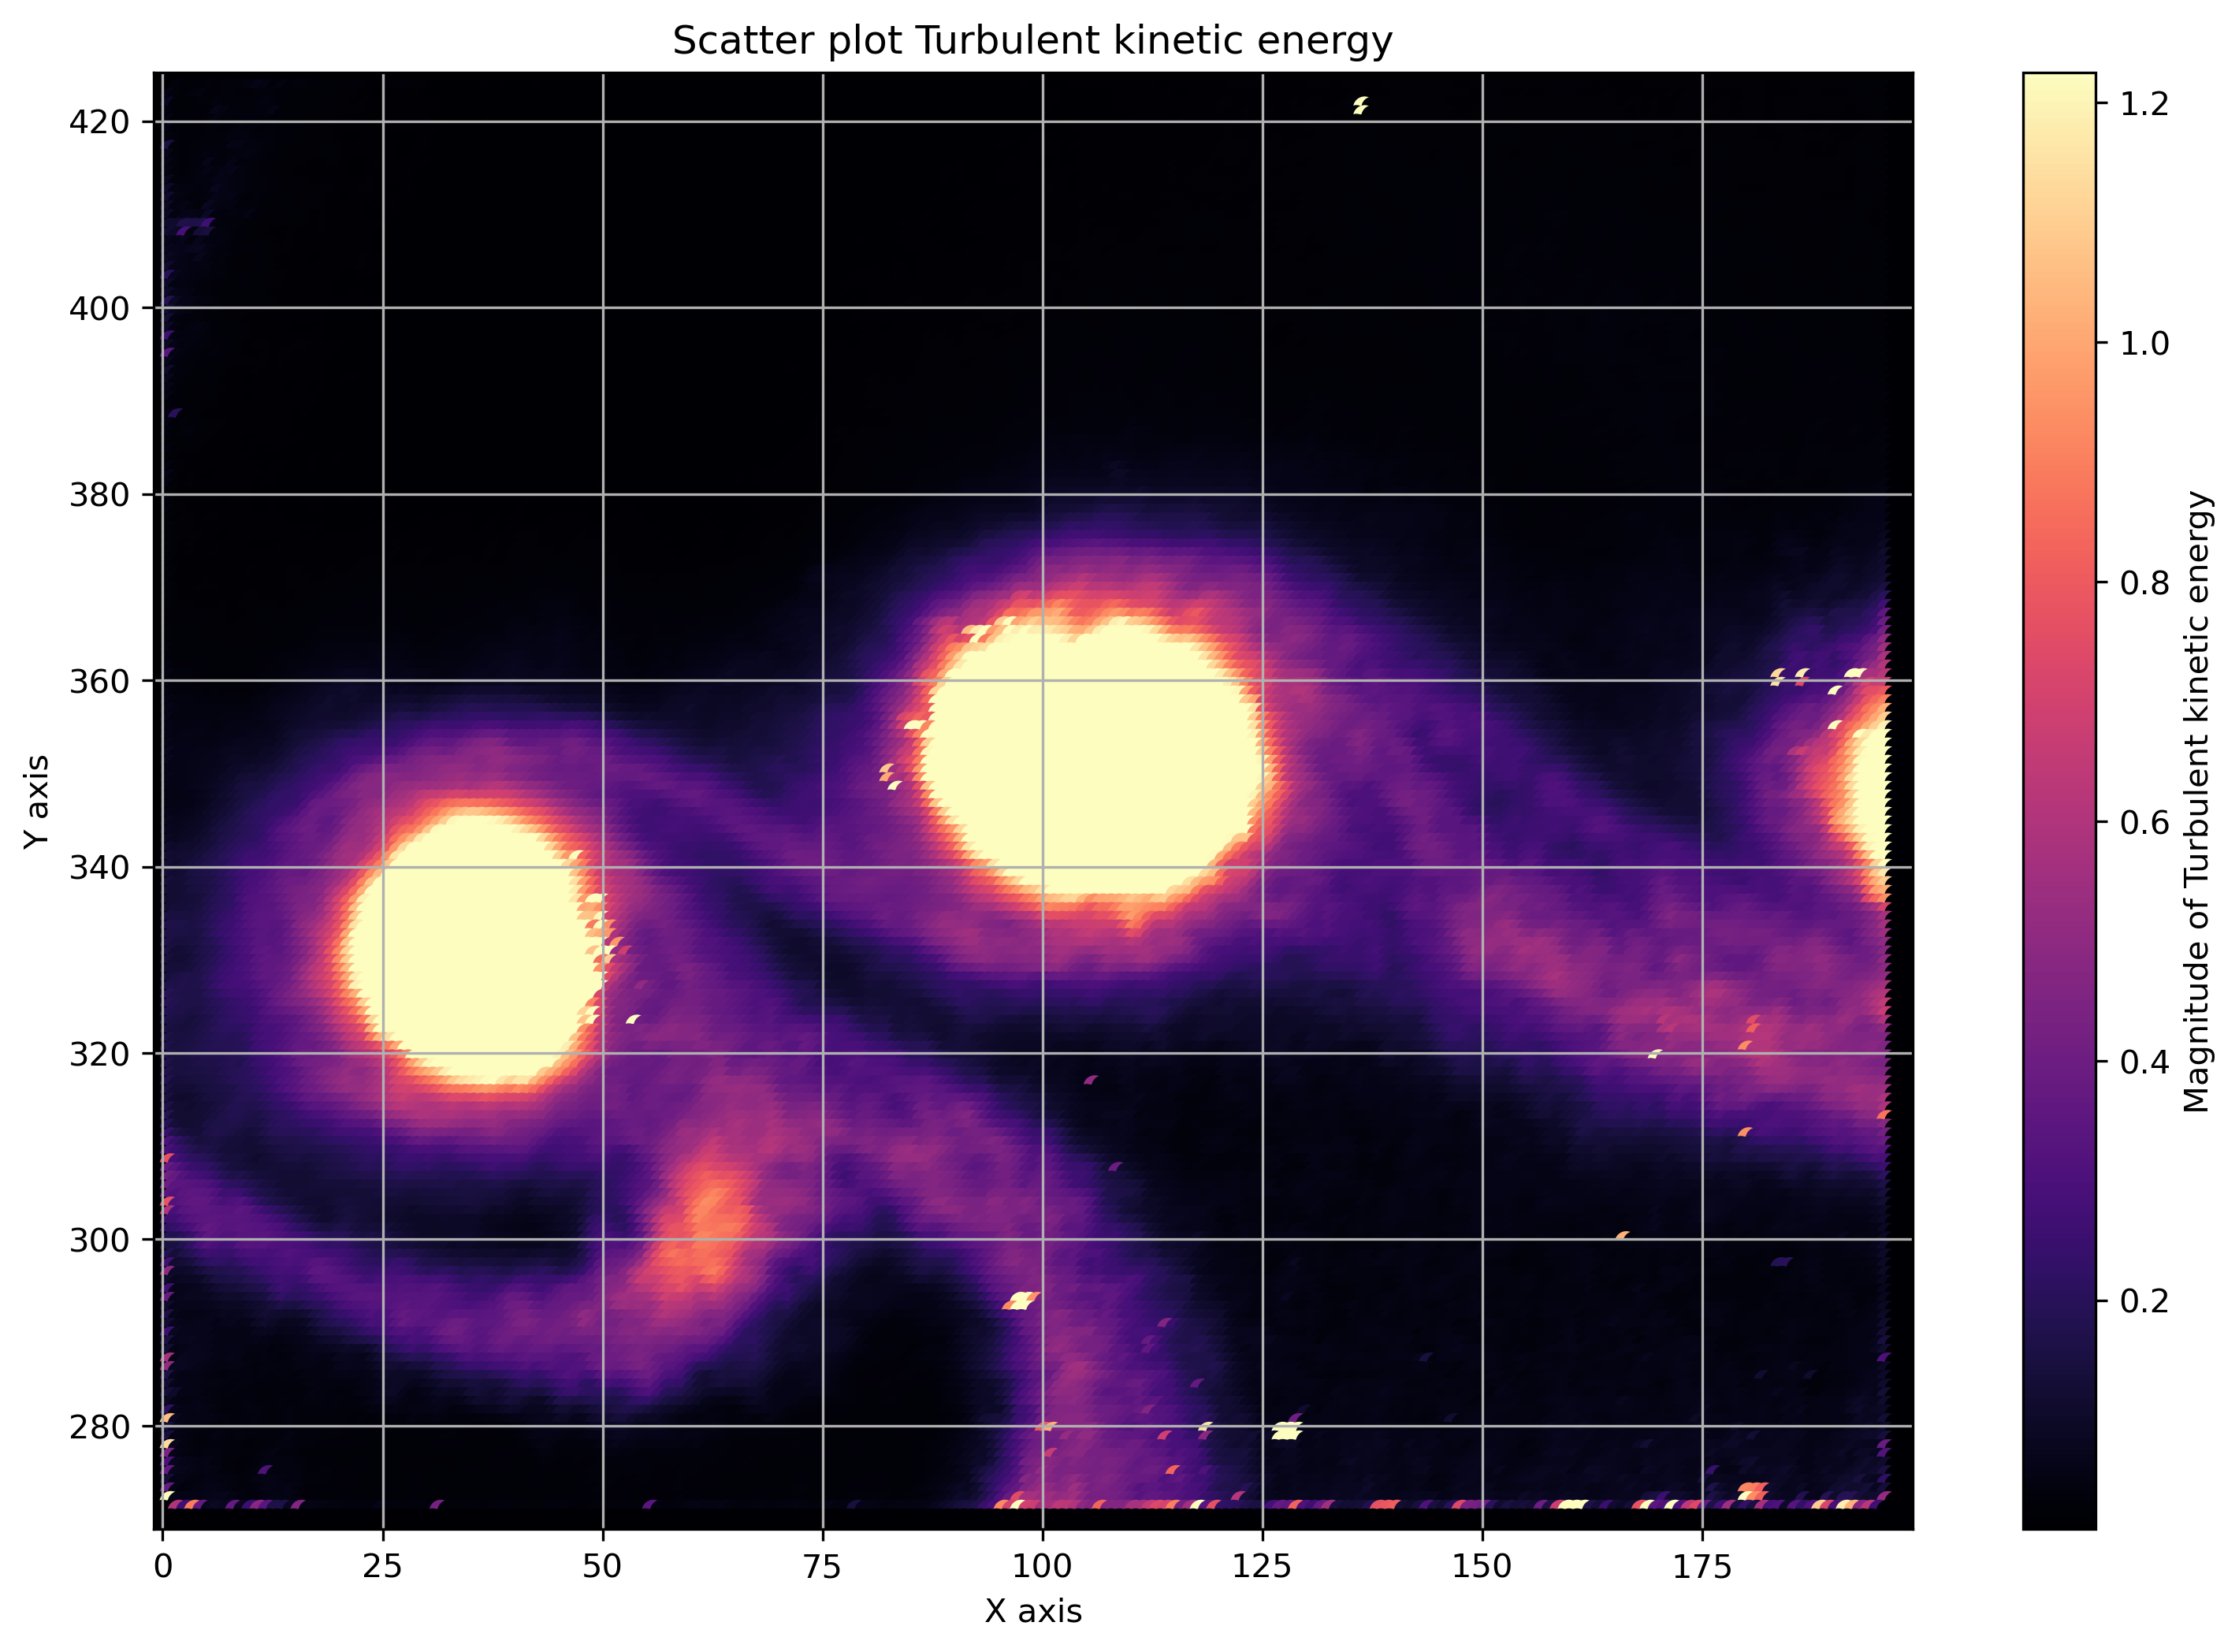 Scatter plot Turbulent kinetic energy
420
400
380
360
340
320
300
280
Y axis
0 25 50 75 100 125 150 175
X axis
1.2
1.0
0.8
0.6
0.4
0.2
Magnitude of Turbulent kinetic energy